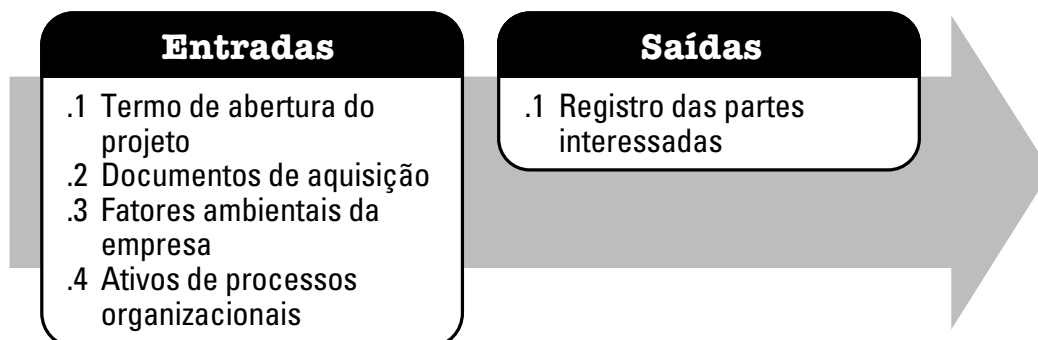 Entradas
.1 Termo de abertura do
projeto
.2 Documentos de aquisição
.3 Fatores ambientais da
empresa
.4 Ativos de processos
organizacionais
Saídas
.1 Registro das partes
interessadas